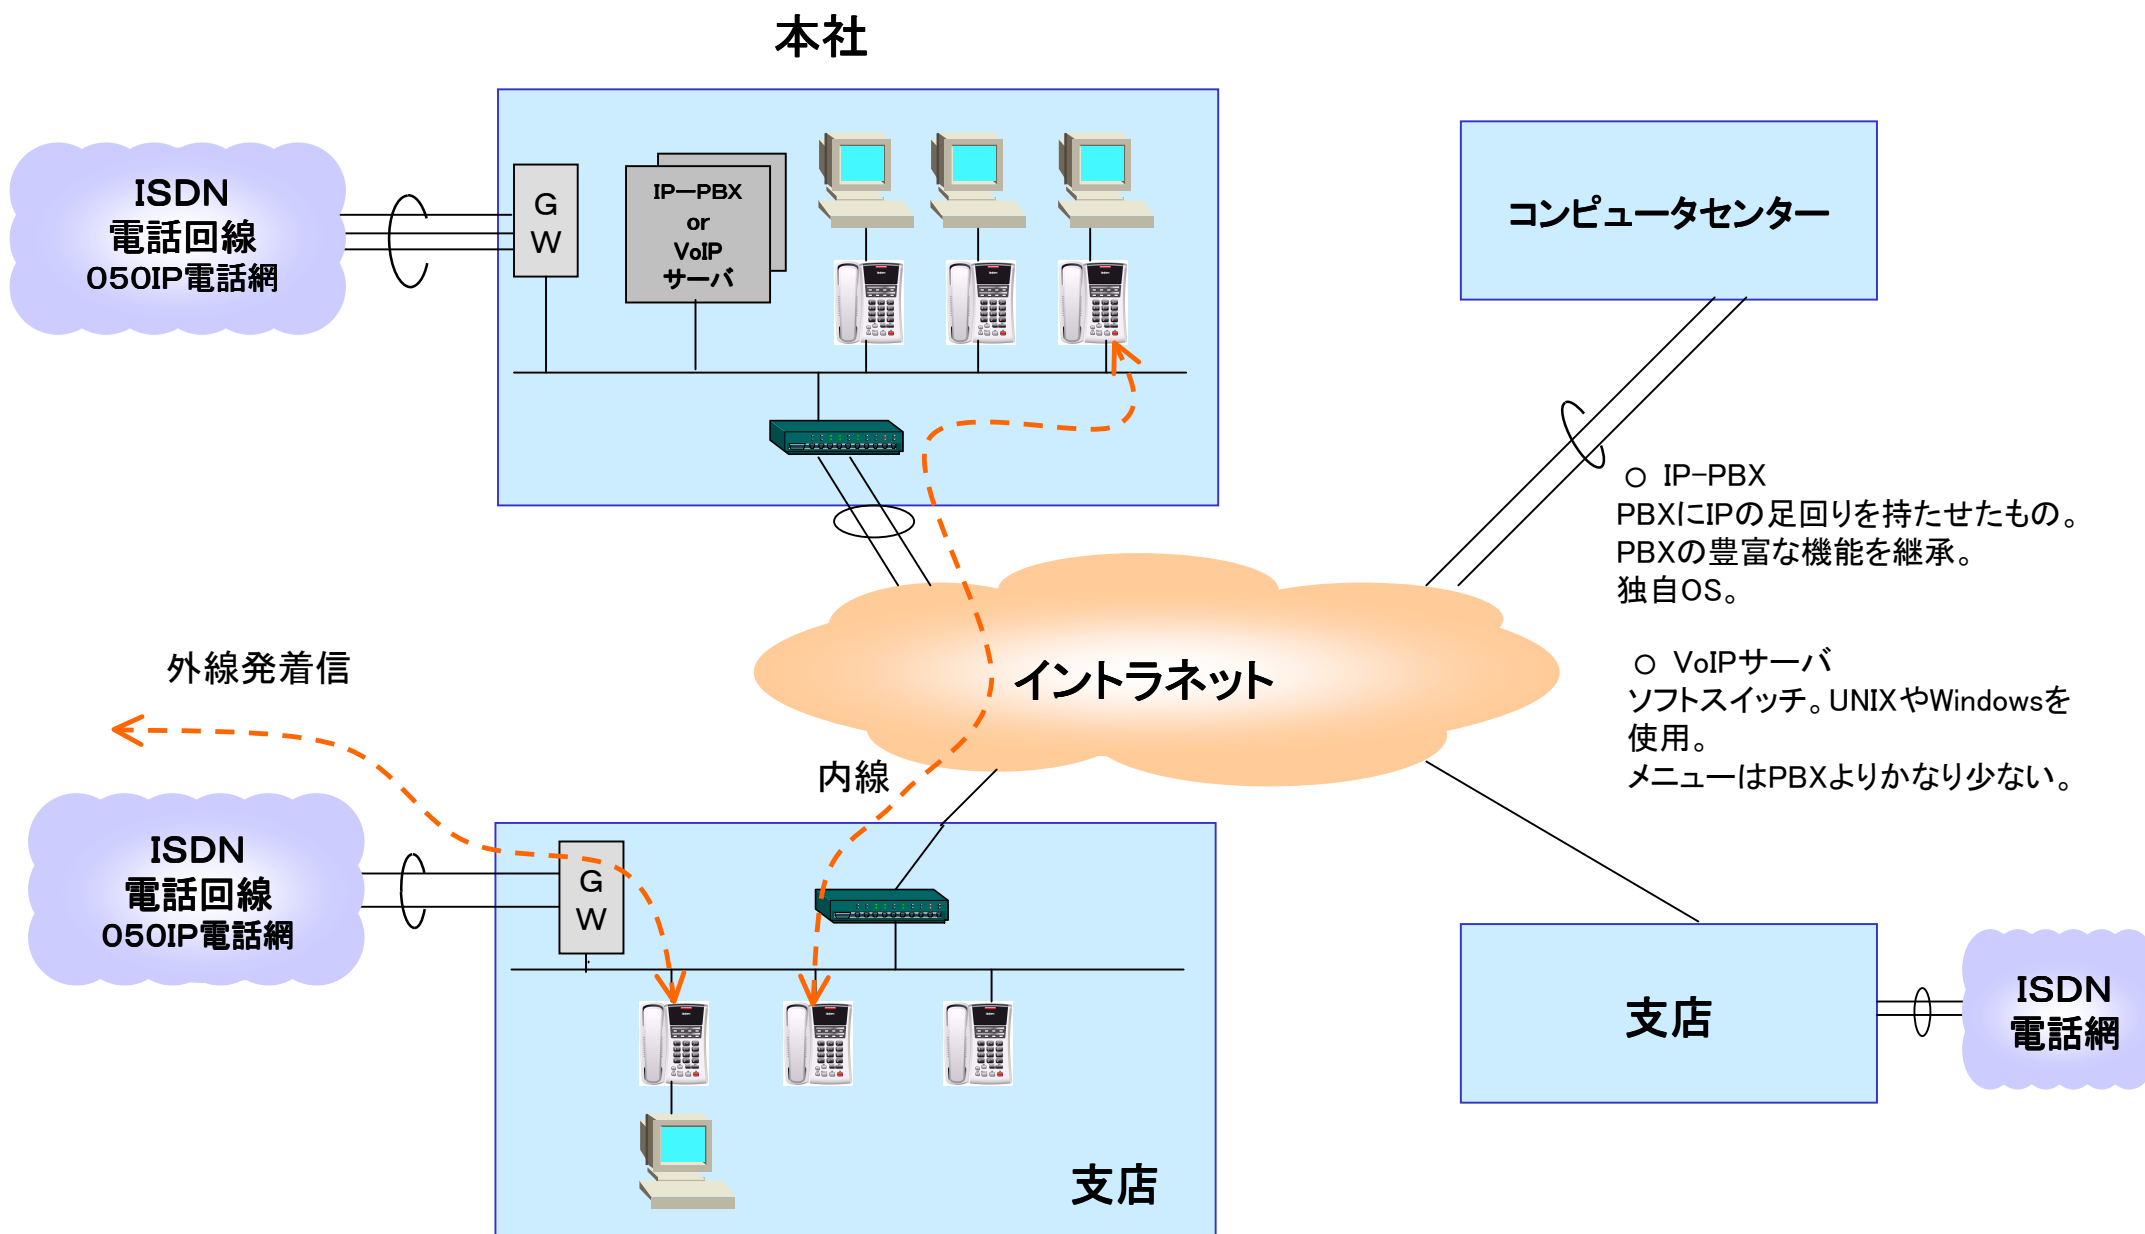 本社
ISDN
電話回線
050IP電話網
G
W
IP－PBX
or
VoIP
サーバ
コンピュータセンター
○ IP-PBX
PBXにIPの足回りを持たせたもの。
PBXの豊富な機能を継承。
独自OS。
○ VoIPサーバ
ソフトスイッチ。UNIXやWindowsを
使用。
メニューはPBXよりかなり少ない。
イントラネット
外線発着信
内線
ISDN
電話回線
050IP電話網
G
W
支店
支店
ISDN
電話網